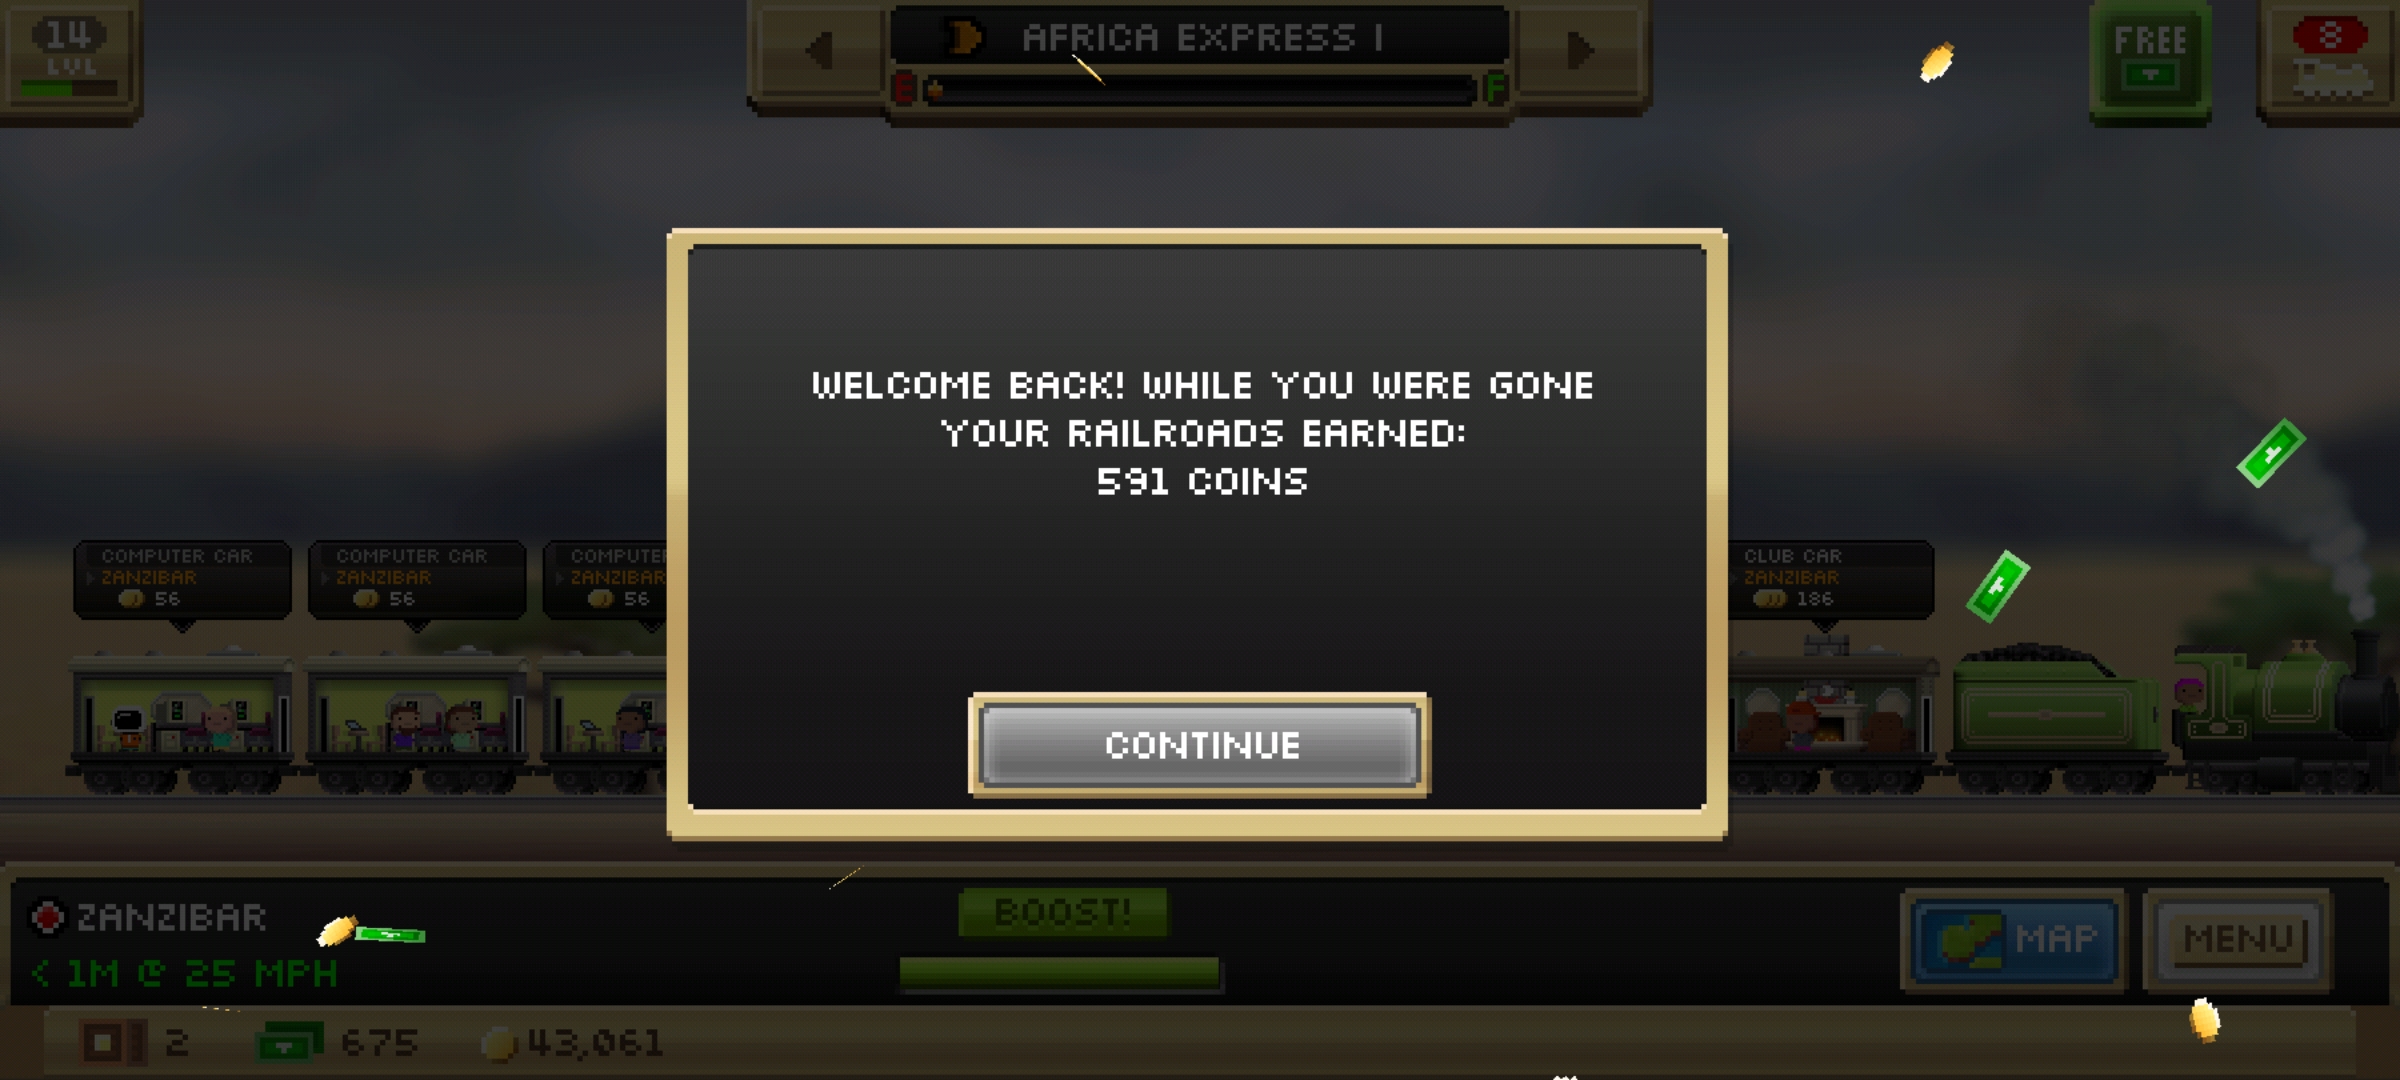 14
LVL
AFRICA EXPRESS I
E
F
FREE
8
WELCOME BACK! WHILE YOU WERE GONE
YOUR RAILROADS EARNED:
591 COINS
CONTINUE
COMPUTER CAR
ZANZIBAR
56
COMPUTER CAR
ZANZIBAR
56
COMPUTER
ZANZIBAR
56
CLUB CAR
ZANZIBAR
186
ZANZIBAR
< 1M @ 25 MPH
BOOST!
MAP
MENU
2
675
43,061